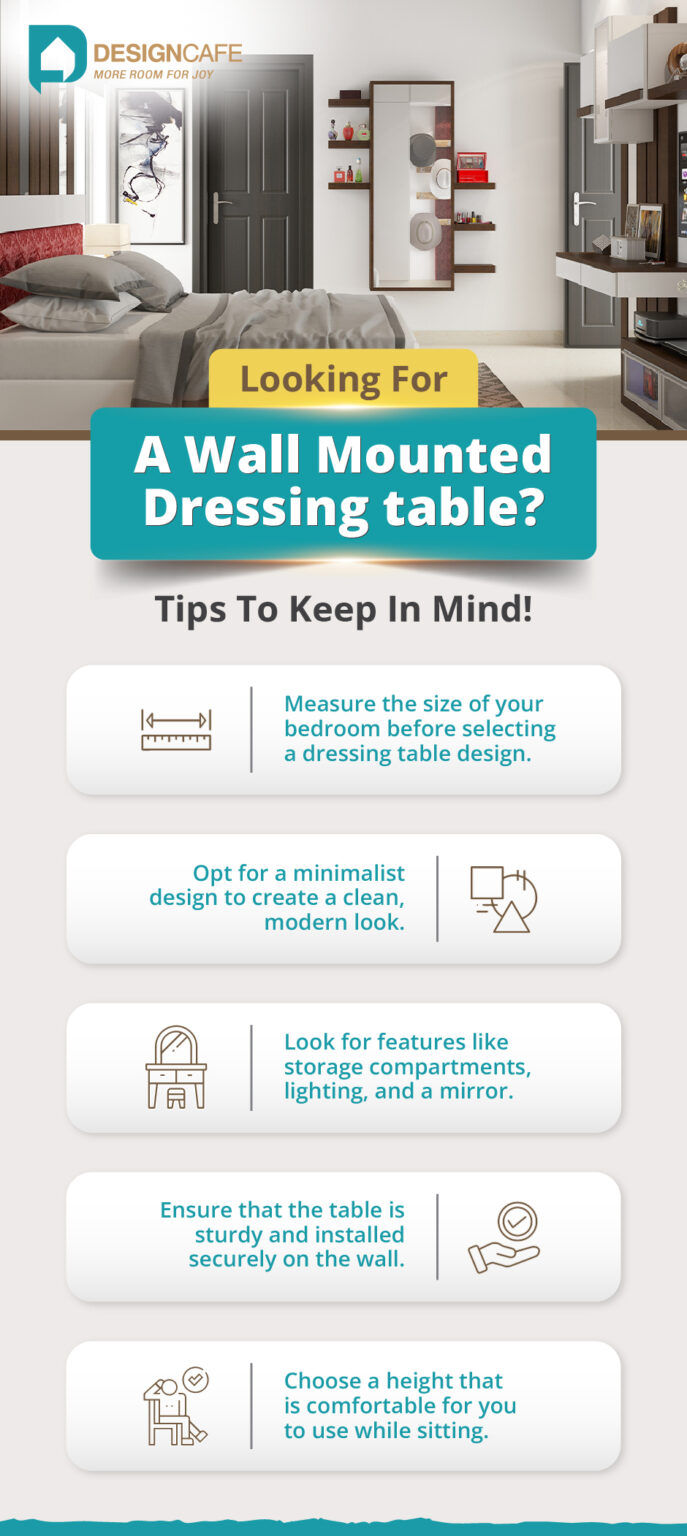 DESIGNCAFE
MORE ROOM FOR JOY
Looking For
A Wall Mounted
Dressing table?
Tips To Keep In Mind!
Measure the size of your
bedroom before selecting
a dressing table design.
Opt for a minimalist
design to create a clean,
modern look.
Look for features like
storage compartments,
lighting, and a mirror.
Ensure that the table is
sturdy and installed
securely on the wall.
Choose a height that
is comfortable for you
to use while sitting.